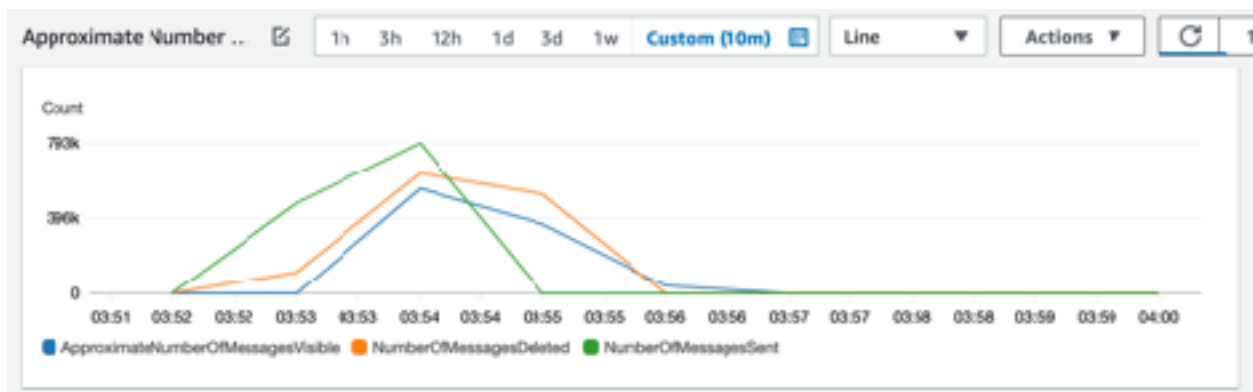 Approximate Number ... 1h 3h 12h 1d 3d 1w Custom (10m) Line Actions 1
Count
793k
396k
0
03:51 03:52 03:52 03:53 03:53 03:54 03:54 03:55 03:55 03:56 03:56 03:57 03:57 03:58 03:58 03:59 03:59 04:00
ApproximateNumberOfMessagesVisible NumberOfMessagesDeleted NumberOfMessagesSent